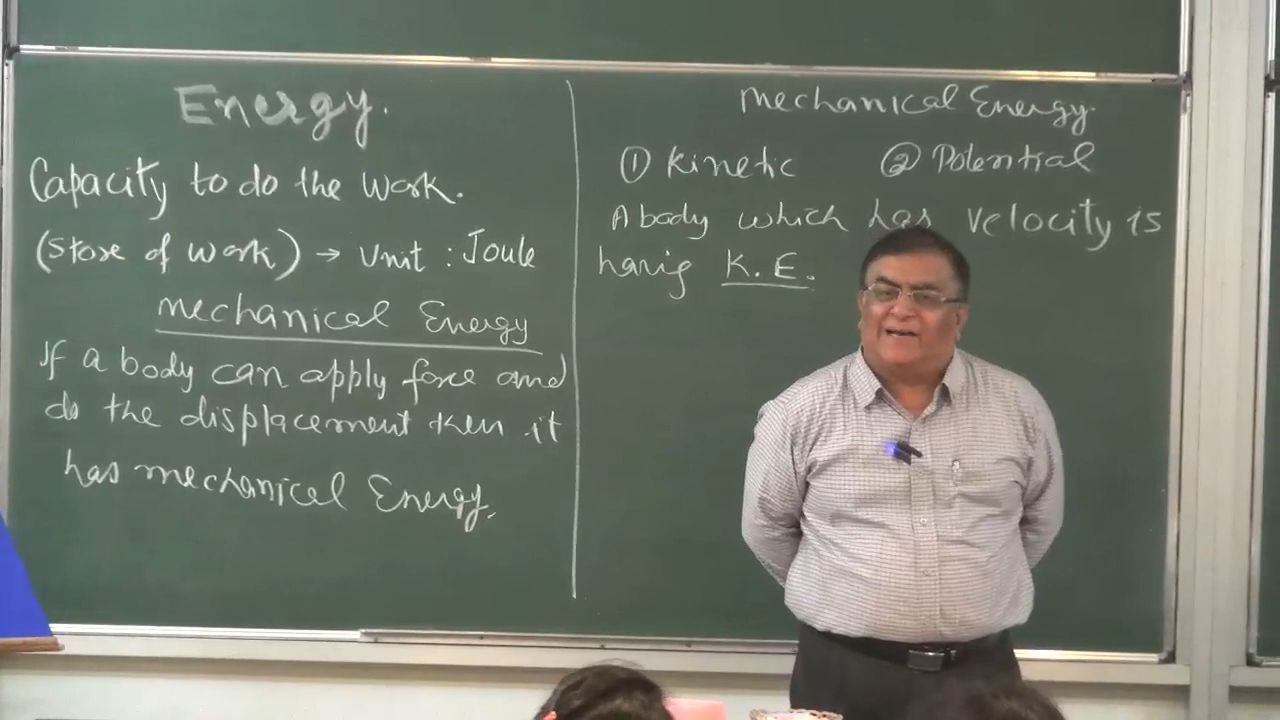 Energy.
Capacity to do the work.
(Store of work) → Unit : Joule
mechanical Energy
If a body can apply force and
do the displacement then it
has mechanical Energy.
Mechanical Energy.
① Kinetic ② Potential
A body which has velocity is
havig K.E.